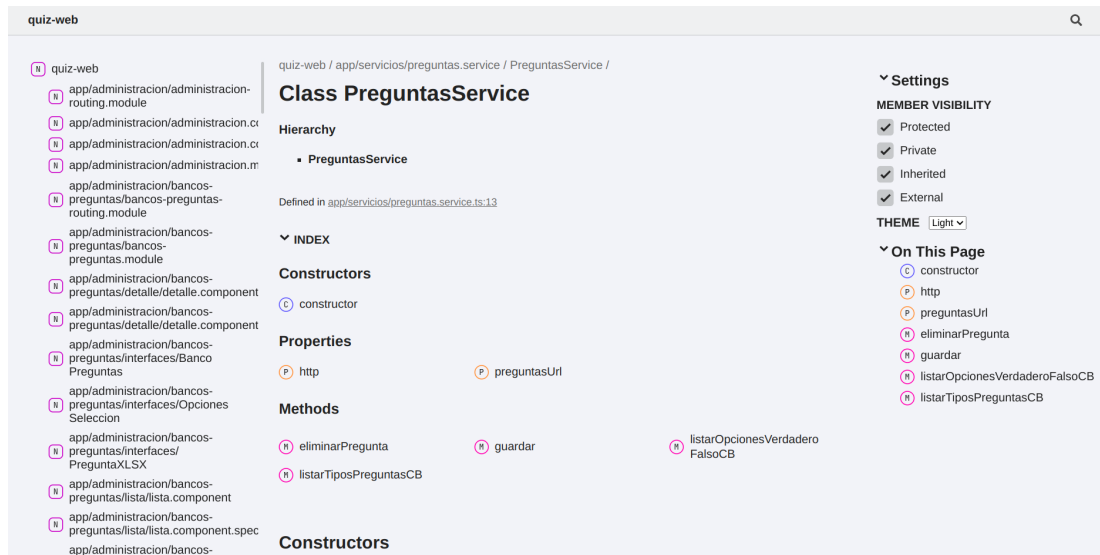 quiz-web
N quiz-web
N app/administracion/administracion-
routing.module
N app/administracion/administracion.co
N app/administracion/administracion.co
N app/administracion/administracion.m
N app/administracion/bancos-
preguntas/bancos-preguntas-
routing.module
N app/administracion/bancos-
preguntas/bancos-
preguntas.module
N app/administracion/bancos-
preguntas/detalle/detalle.component
N app/administracion/bancos-
preguntas/detalle/detalle.component
N app/administracion/bancos-
preguntas/interfaces/Banco
Preguntas
N app/administracion/bancos-
preguntas/interfaces/Opciones
Seleccion
N app/administracion/bancos-
preguntas/interfaces/
PreguntaXLSX
N app/administracion/bancos-
preguntas/lista/lista.component
N app/administracion/bancos-
preguntas/lista/lista.component.spec
app/administracion/bancos-
quiz-web / app/servicios/preguntas.service / PreguntasService /
Class PreguntasService
Hierarchy
▪ PreguntasService
Defined in app/servicios/preguntas.service.ts:13
INDEX
Constructors
C constructor
Properties
P http
P preguntasUrl
Methods
M eliminarPregunta
M guardar
M listarOpcionesVerdadero
FalsoCB
M listarTiposPreguntasCB
Constructors
Settings
MEMBER VISIBILITY
Protected
Private
Inherited
External
THEME Light
On This Page
C constructor
P http
P preguntasUrl
M eliminarPregunta
M guardar
M listarOpcionesVerdaderoFalsoCB
M listarTiposPreguntasCB